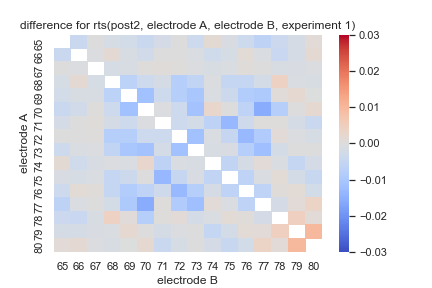 difference for rts(post2, electrode A, electrode B, experiment 1)
electrode A
80 79 78 77 76 75 74 73 72 71 70 69 68 67 66 65
65 66 67 68 69 70 71 72 73 74 75 76 77 78 79 80
electrode B
0.03
0.02
0.01
0.00
−0.01
−0.02
−0.03